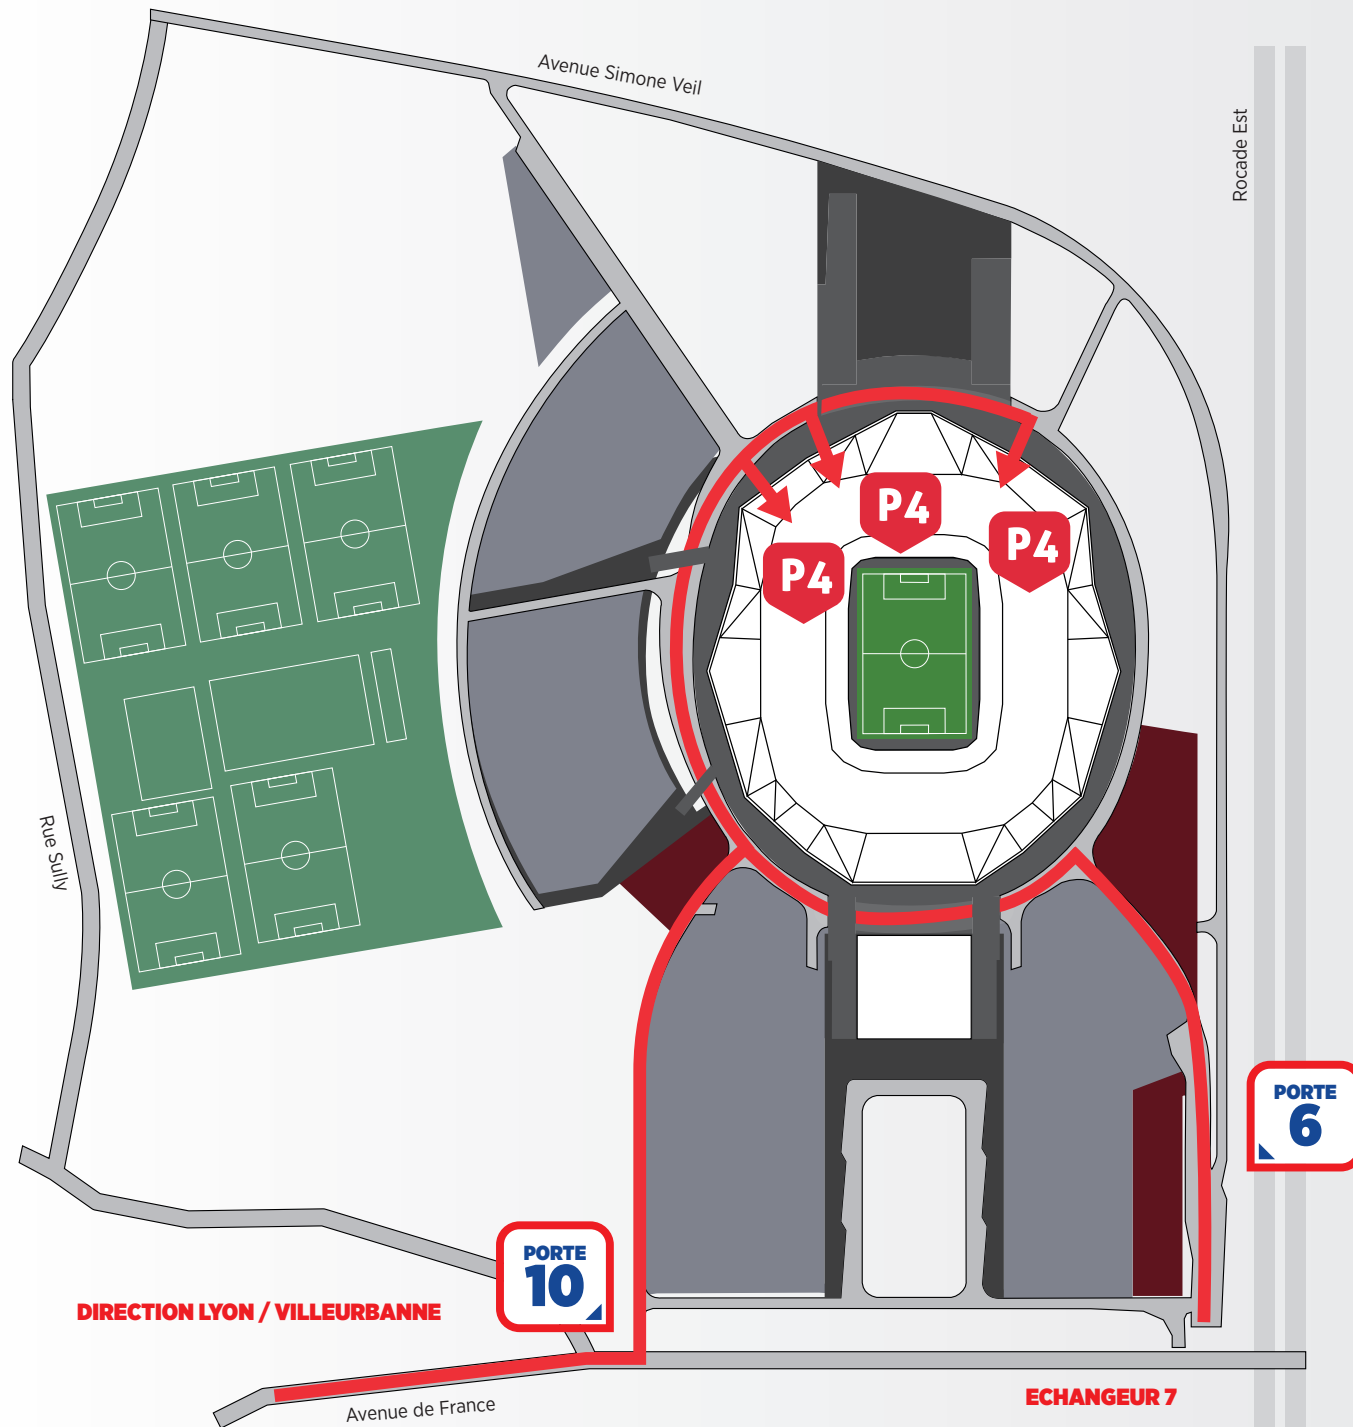 Avenue Simone Veil
Rocade Est
P4
P4
P4
Rue Sully
PORTE
6
PORTE
10
DIRECTION LYON / VILLEURBANNE
ECHANGEUR 7
Avenue de France